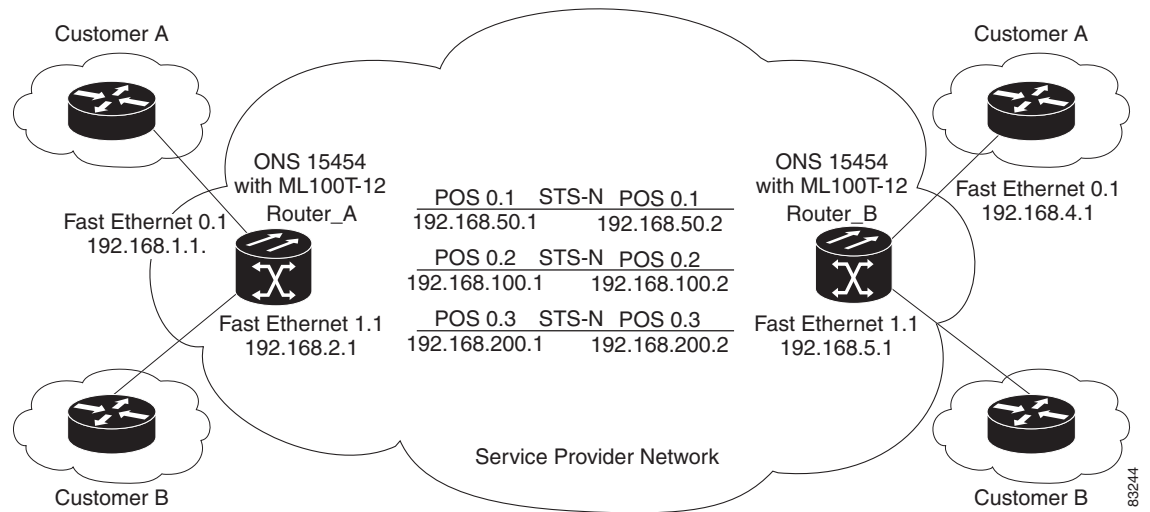 Customer A
Customer A
ONS 15454
with ML100T-12
Router_A
Fast Ethernet 0.1
192.168.1.1.
Fast Ethernet 1.1
192.168.2.1
POS 0.1 STS-N POS 0.1
192.168.50.1 192.168.50.2
POS 0.2 STS-N POS 0.2
192.168.100.1 192.168.100.2
POS 0.3 STS-N POS 0.3
192.168.200.1 192.168.200.2
ONS 15454
with ML100T-12
Router_B
Fast Ethernet 0.1
192.168.4.1
Fast Ethernet 1.1
192.168.5.1
Service Provider Network
Customer B
Customer B
83244